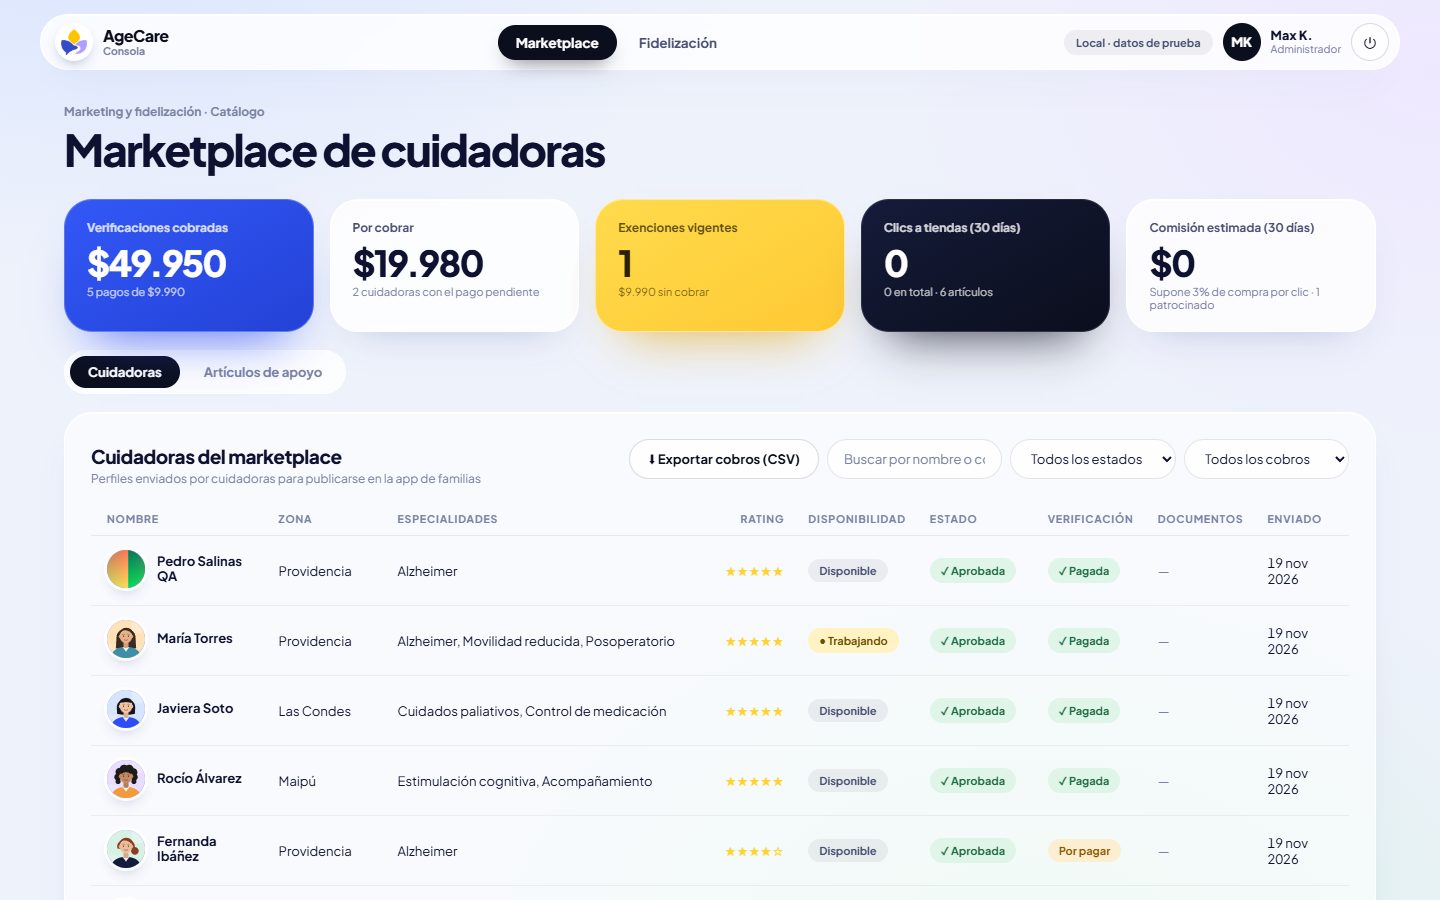 AgeCare
Consola
Marketplace
Fidelización
Local · datos de prueba
MK
Max K.
Administrador
Marketing y fidelización · Catálogo
Marketplace de cuidadoras
Verificaciones cobradas
$49.950
5 pagos de $9.990
Por cobrar
$19.980
2 cuidadoras con el pago pendiente
Exenciones vigentes
1
$9.990 sin cobrar
Clics a tiendas (30 días)
0
0 en total · 6 artículos
Comisión estimada (30 días)
$0
Supone 3% de compra por clic · 1
patrocinado
Cuidadoras
Artículos de apoyo
Cuidadoras del marketplace
Perfiles enviados por cuidadoras para publicarse en la app de familias
⬇ Exportar cobros (CSV)
Buscar por nombre o co
Todos los estados
Todos los cobros
NOMBRE ZONA ESPECIALIDADES RATING DISPONIBILIDAD ESTADO VERIFICACIÓN DOCUMENTOS ENVIADO
Pedro Salinas
QA
Providencia
Alzheimer
★★★★★
Disponible
✓ Aprobada
✓ Pagada
—
19 nov
2026
María Torres
Providencia
Alzheimer, Movilidad reducida, Posoperatorio
★★★★★
● Trabajando
✓ Aprobada
✓ Pagada
—
19 nov
2026
Javiera Soto
Las Condes
Cuidados paliativos, Control de medicación
★★★★★
Disponible
✓ Aprobada
✓ Pagada
—
19 nov
2026
Rocío Álvarez
Maipú
Estimulación cognitiva, Acompañamiento
★★★★★
Disponible
✓ Aprobada
✓ Pagada
—
19 nov
2026
Fernanda
Ibáñez
Providencia
Alzheimer
★★★★☆
Disponible
✓ Aprobada
Por pagar
—
19 nov
2026